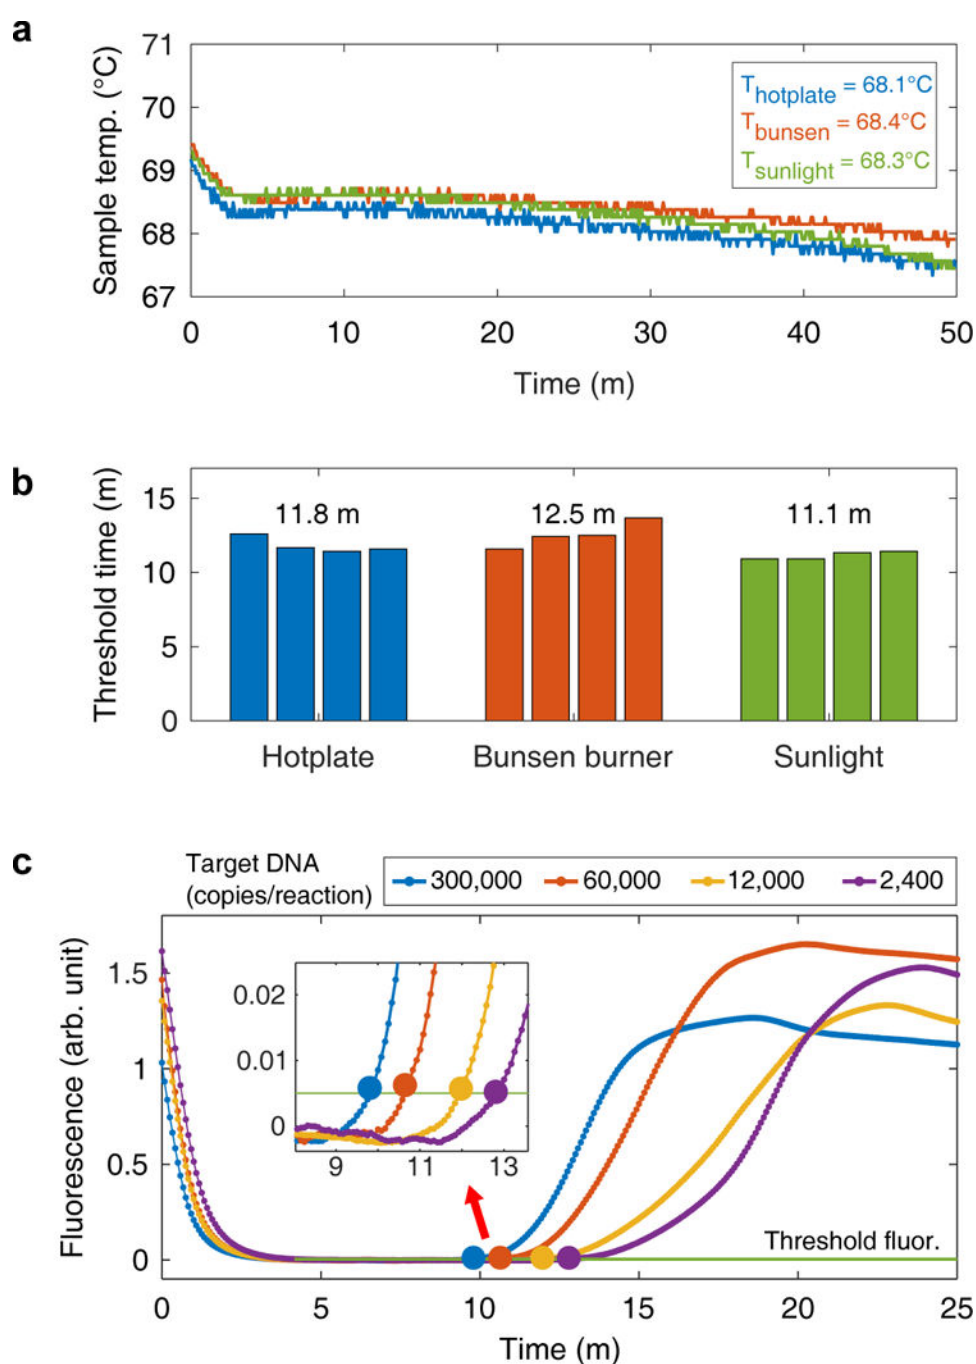 a
71
70
69
68
67
Sample temp. (°C)
T hotplate = 68.1°C
T bunsen = 68.4°C
T sunlight = 68.3°C
0 10 20 30 40 50
Time (m)
b
15
10
5
0
Threshold time (m)
11.8 m 12.5 m 11.1 m
Hotplate Bunsen burner Sunlight
c
Target DNA
(copies/reaction)
300,000 60,000 12,000 2,400
Fluorescence (arb. unit)
1.5
1
0.5
0
0.02
0.01
0
9 11 13
Threshold fluor.
0 5 10 15 20 25
Time (m)